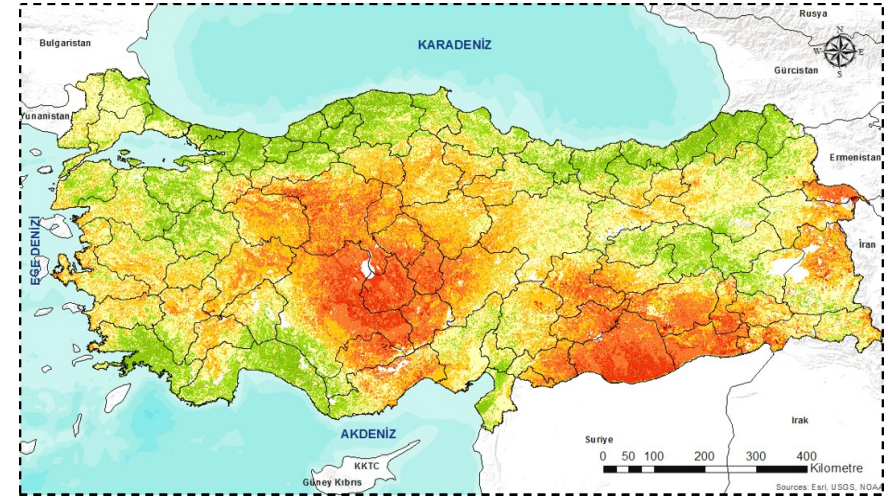 Rusya
Bulgaristan
KARADENİZ
N
W
E
S
Gürcistan
Yunanistan
Ermenistan
EGE DENİZİ
İran
AKDENİZ
Suriye
Irak
KKTC
Güney Kıbrıs
0 50 100 200 300 400
Kilometre
Sources: Esri, USGS, NOAA